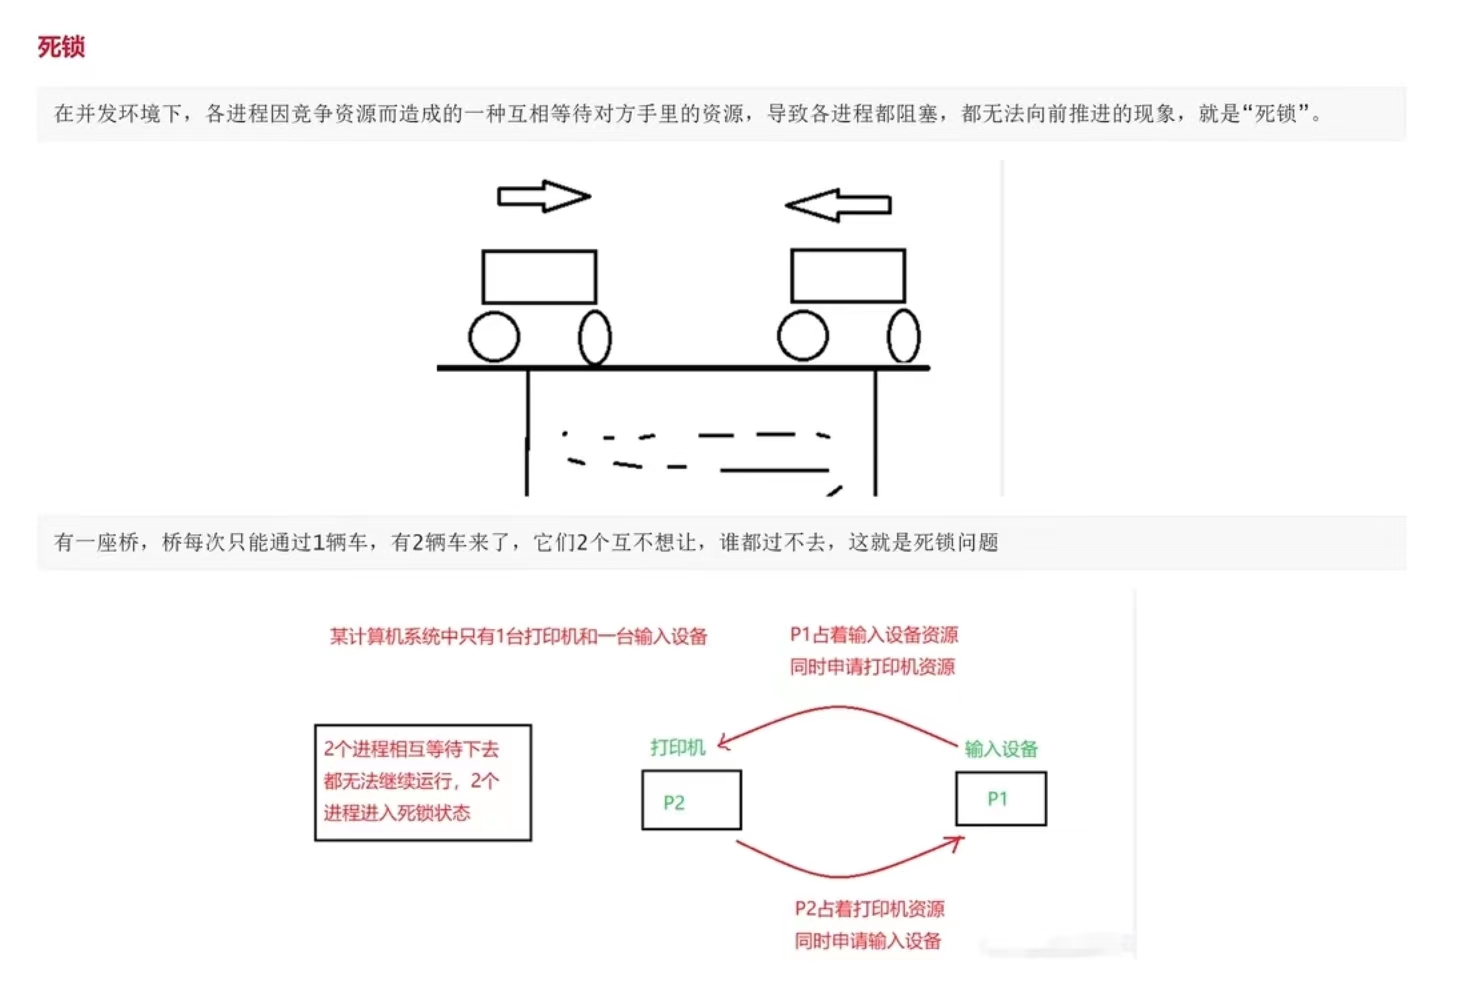 死锁
在并发环境下，各进程因竞争资源而造成的一种互相等待对方手里的资源，导致各进程都阻塞，都无法向前推进的现象，就是“死锁”。
有一座桥，桥每次只能通过1辆车，有2辆车来了，它们2个互不想让，谁都过不去，这就是死锁问题
某计算机系统中只有1台打印机和一台输入设备
P1占着输入设备资源
同时申请打印机资源
2个进程相互等待下去
都无法继续运行，2个
进程进入死锁状态
打印机
P2
输入设备
P1
P2占着打印机资源
同时申请输入设备